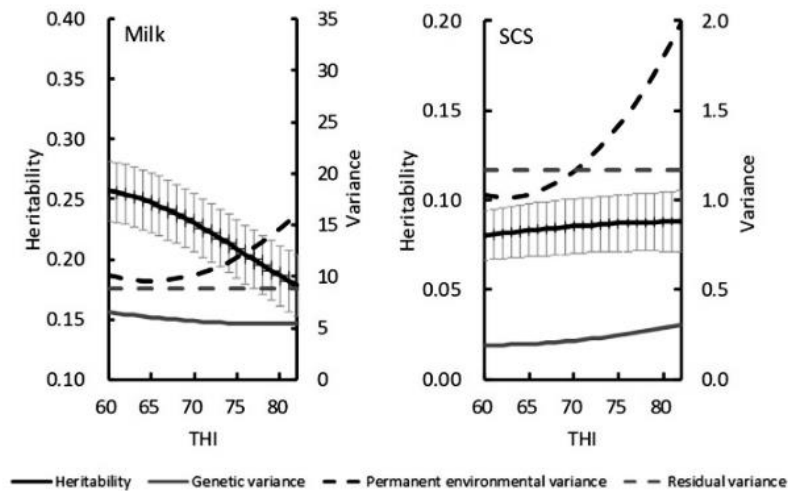 Milk
0.40
0.35
0.30
0.25
0.20
0.15
0.10
Heritability
35
30
25
20
15
10
5
0
Variance
60 65 70 75 80
THI
SCS
0.20
0.15
0.10
0.05
0.00
Heritability
2.0
1.5
1.0
0.5
0.0
Variance
60 65 70 75 80
THI
Heritability Genetic variance Permanent environmental variance Residual variance